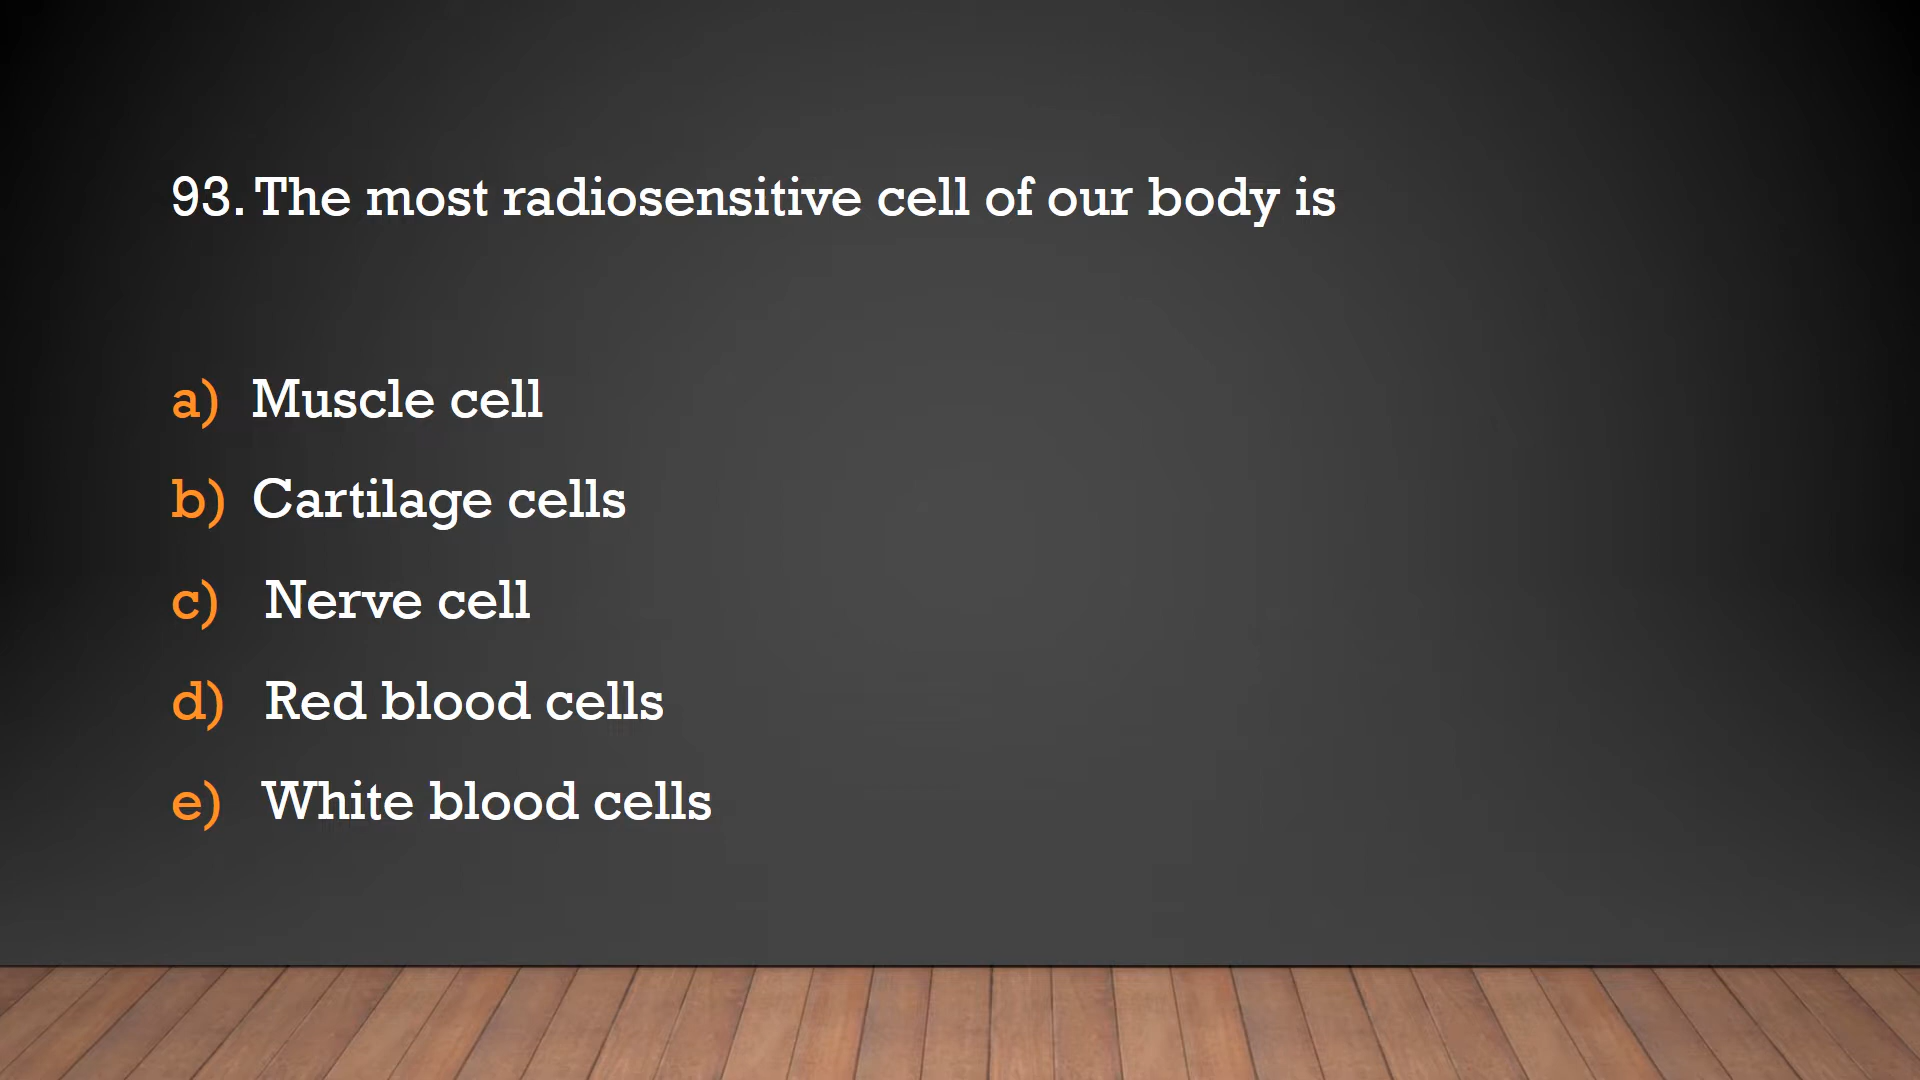 93. The most radiosensitive cell of our body is
a) Muscle cell
b) Cartilage cells
c) Nerve cell
d) Red blood cells
e) White blood cells